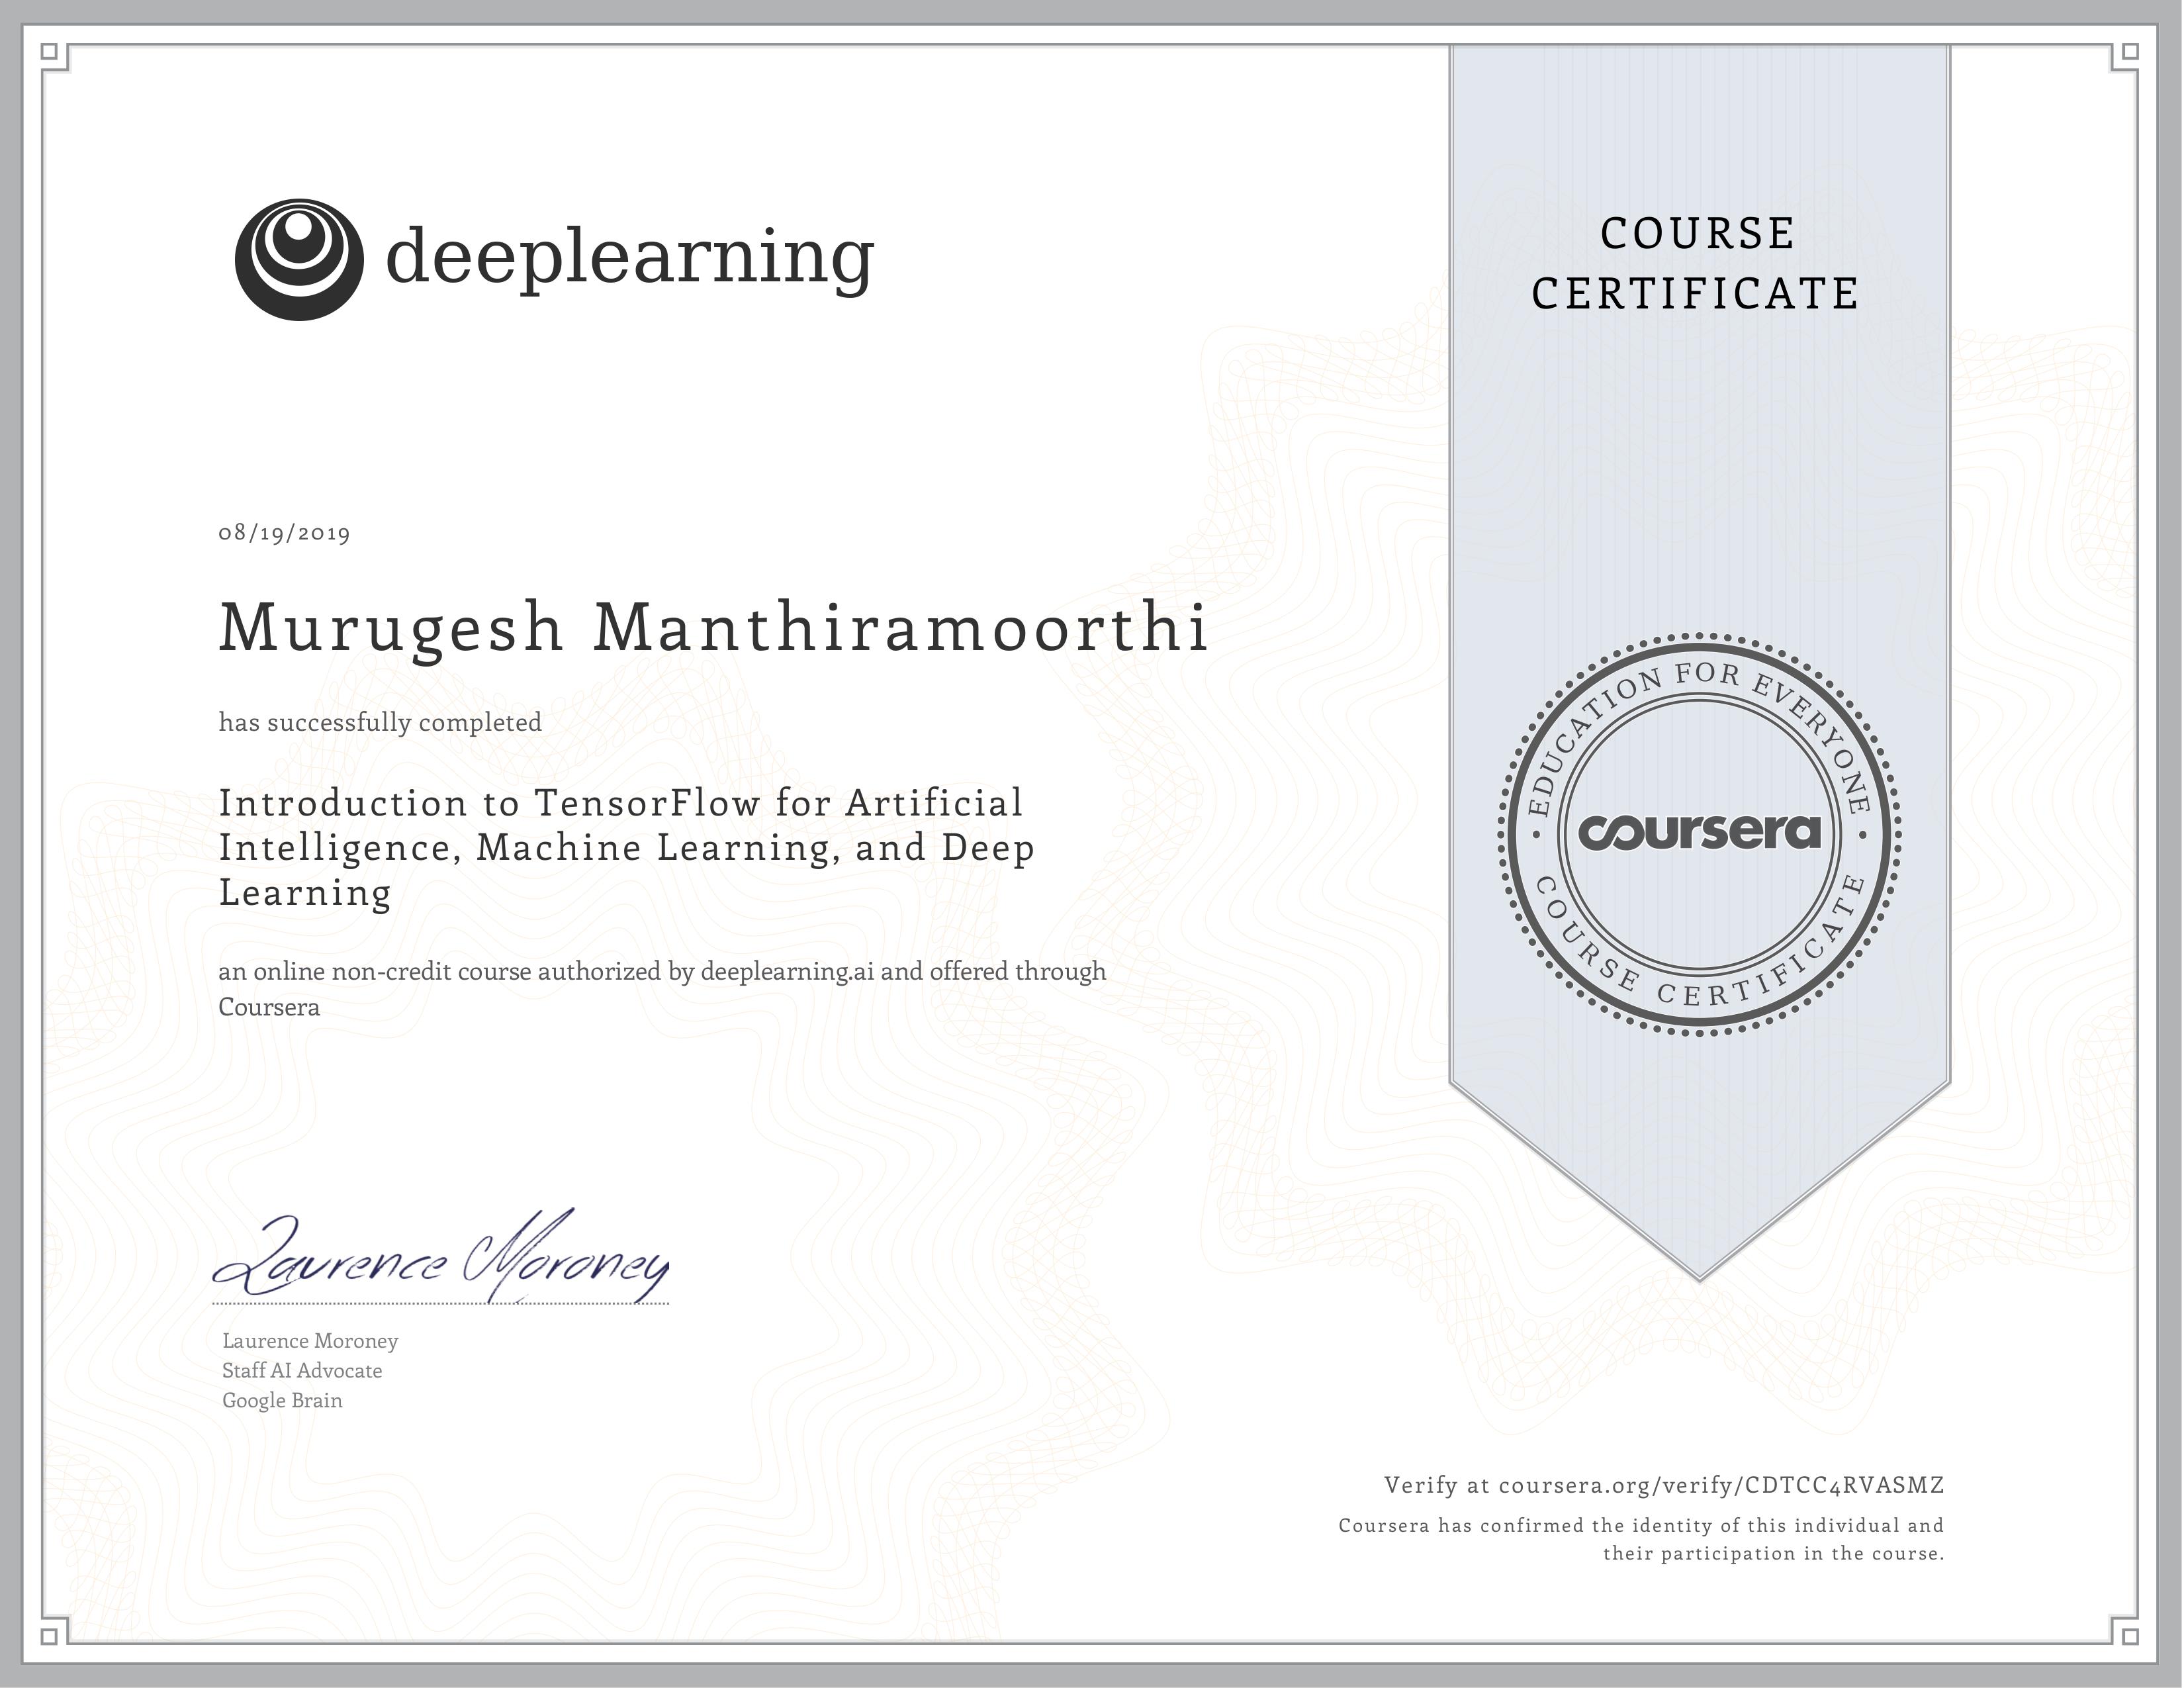 deeplearning
COURSE
CERTIFICATE
08/19/2019
Murugesh Manthiramoorthi
has successfully completed
Introduction to TensorFlow for Artificial
Intelligence, Machine Learning, and Deep
Learning
an online non-credit course authorized by deeplearning.ai and offered through
Coursera
EDUCATION FOR EVERYONE
coursera
COURSE CERTIFICATE
Laurence Moroney
Laurence Moroney
Staff AI Advocate
Google Brain
Verify at coursera.org/verify/CDTCC4RVASMZ
Coursera has confirmed the identity of this individual and
their participation in the course.